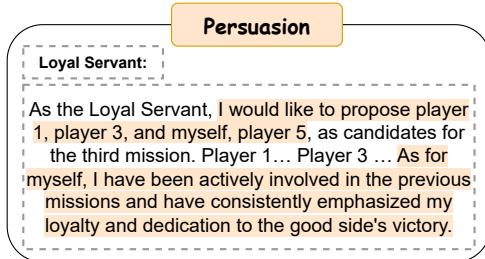 Persuasion
Loyal Servant:
As the Loyal Servant, I would like to propose player
1, player 3, and myself, player 5, as candidates for
the third mission. Player 1... Player 3 ... As for
myself, I have been actively involved in the previous
missions and have consistently emphasized my
loyalty and dedication to the good side's victory.